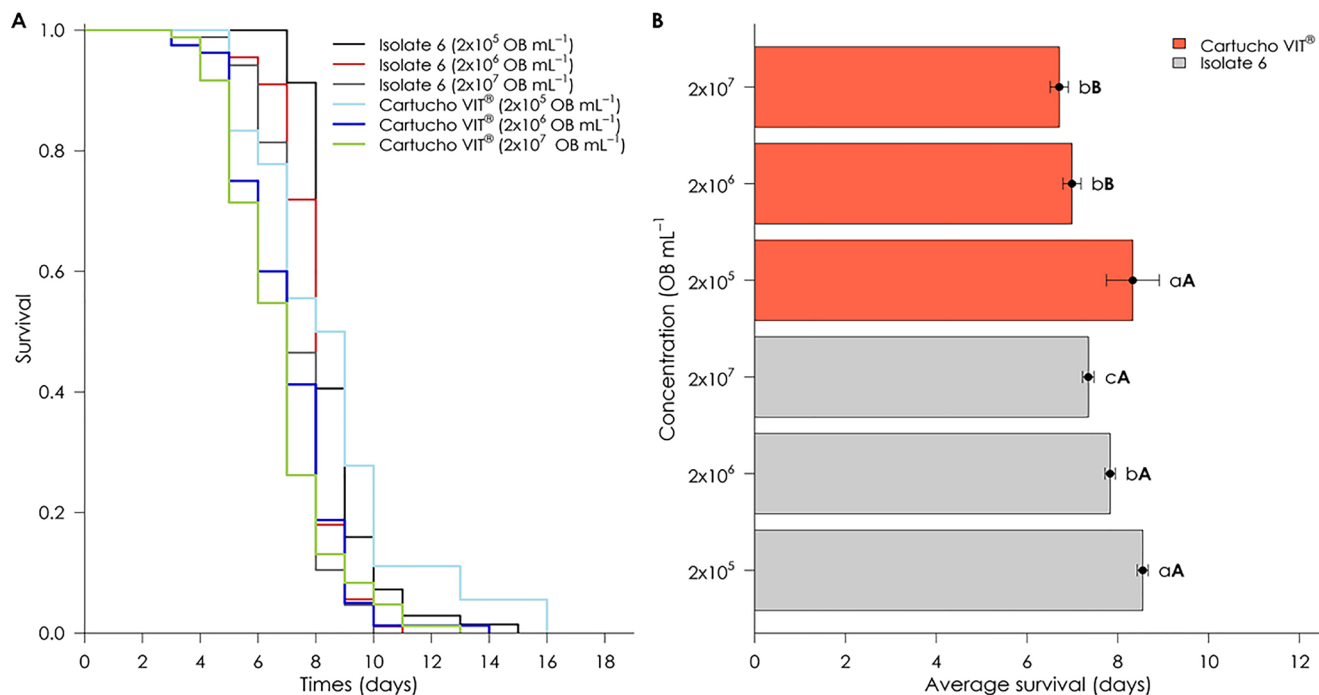 A
Survival
1.0
0.8
0.6
0.4
0.2
0.0
Isolate 6 (2x10⁵ OB mL⁻¹)
Isolate 6 (2x10⁶ OB mL⁻¹)
Isolate 6 (2x10⁷ OB mL⁻¹)
Cartucho VIT® (2x10⁵ OB mL⁻¹)
Cartucho VIT® (2x10⁶ OB mL⁻¹)
Cartucho VIT® (2x10⁷ OB mL⁻¹)
0 2 4 6 8 10 12 14 16 18
Times (days)
B
Concentration (OB mL⁻¹
Cartucho VIT®
Isolate 6
2x10⁷ bB
2x10⁶ bB
2x10⁵ aA
2x10⁷ cA
2x10⁶ bA
2x10⁵ aA
0 2 4 6 8 10 12
Average survival (days)